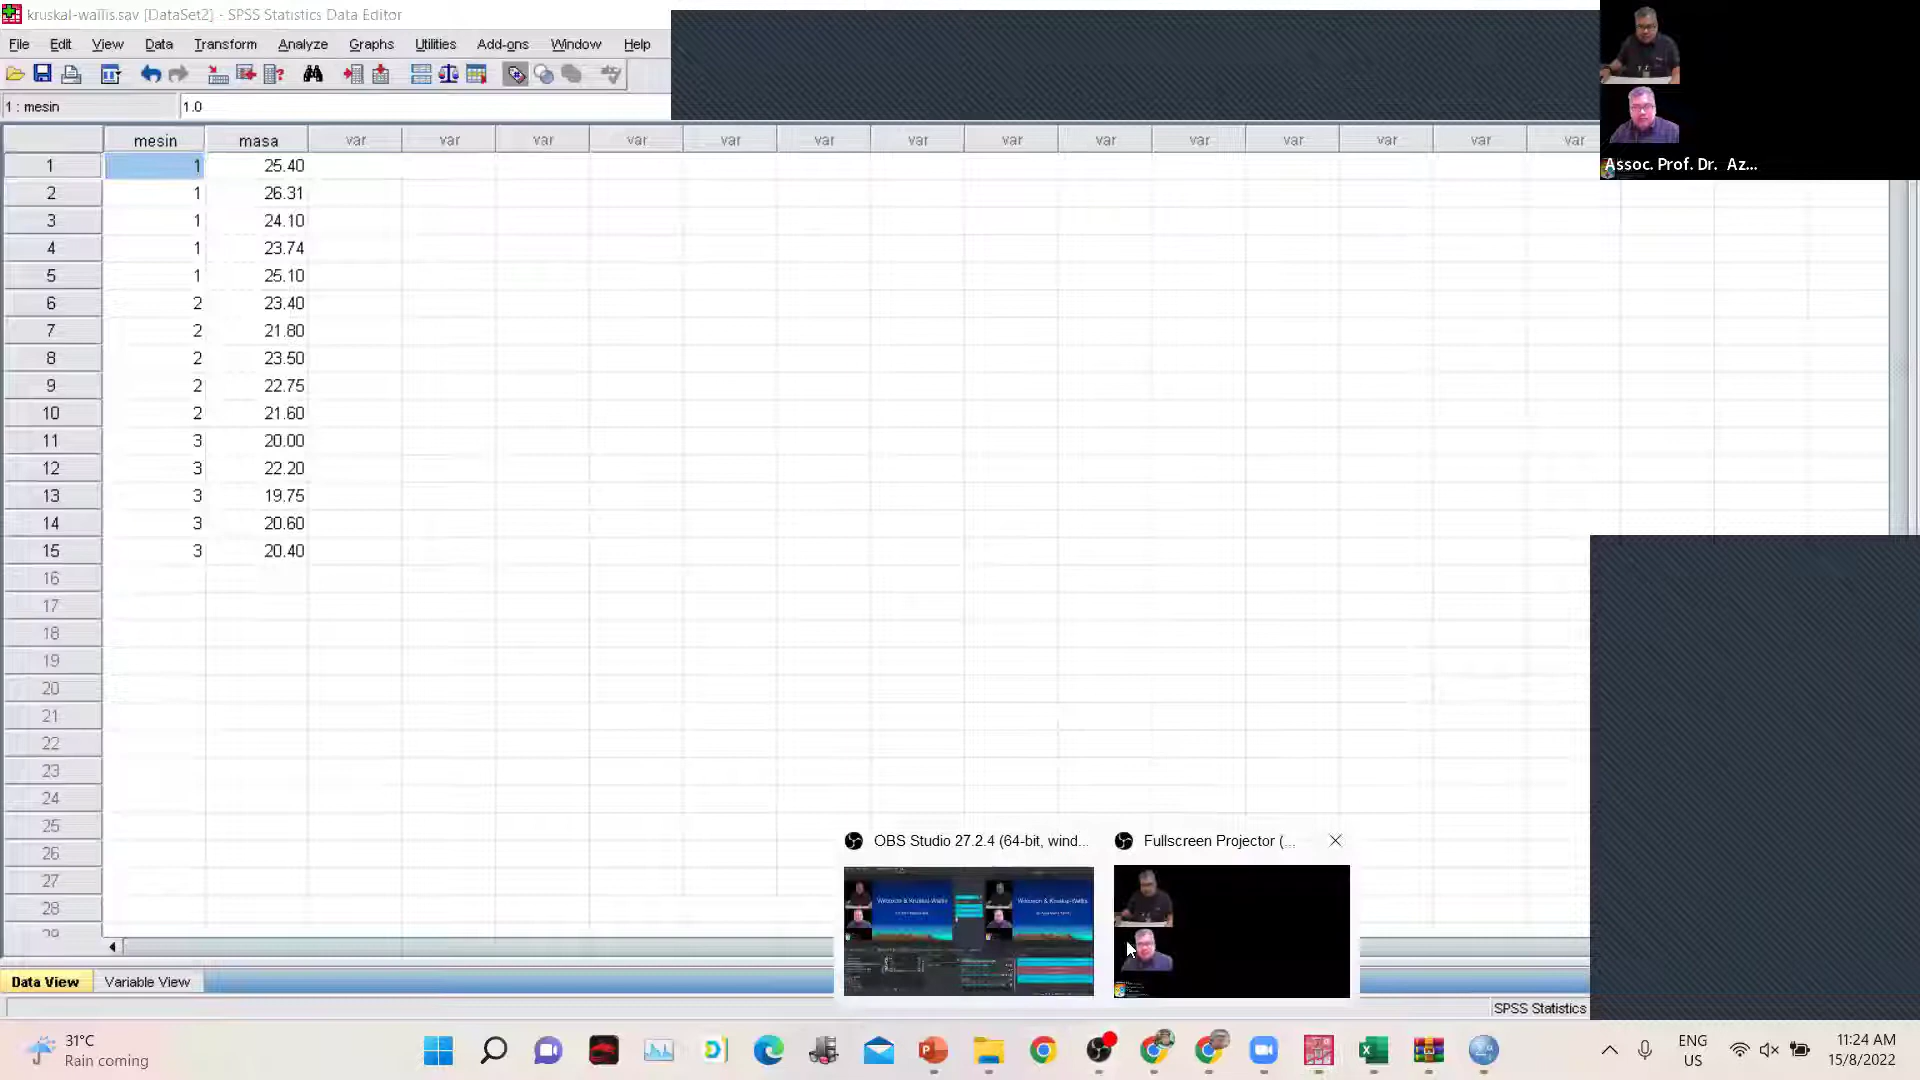 kruskal-wallis.sav [DataSet2] - SPSS Statistics Data Editor
File Edit View Data Transform Analyze Graphs Utilities Add-ons Window Help
1 : mesin 1.0
mesin masa var var var var var var var var var var var var var var
1 1 25.40
2 1 26.31
3 1 24.10
4 1 23.74
5 1 25.10
6 2 23.40
7 2 21.80
8 2 23.50
9 2 22.75
10 2 21.60
11 3 20.00
12 3 22.20
13 3 19.75
14 3 20.60
15 3 20.40
16
17
18
19
20
21
22
23
24
25
26
27
28
29
Assoc. Prof. Dr. Az...
OBS Studio 27.2.4 (64-bit, wind...
Fullscreen Projector (...
Wilcoxon & Kruskal-Wallis
Wilcoxon & Kruskal-Wallis
Data View Variable View
SPSS Statistics
31°C
Rain coming
ENG
US
11:24 AM
15/8/2022